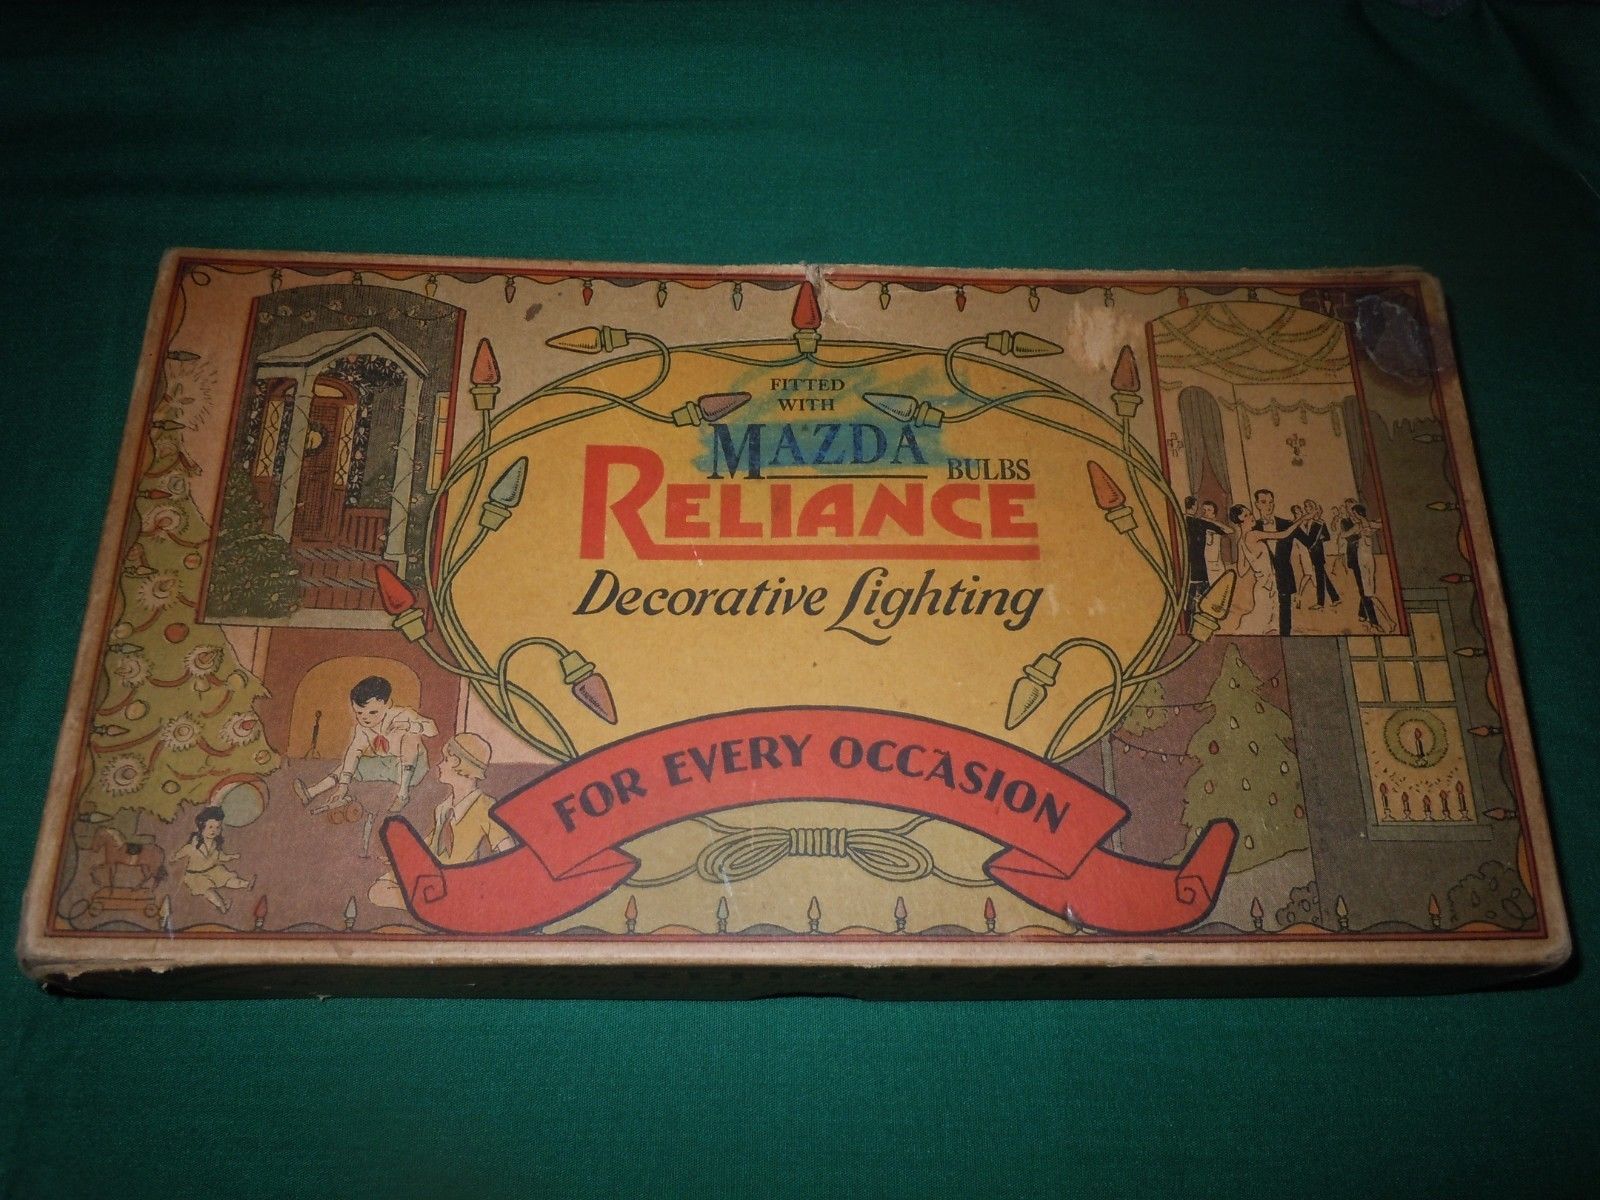 FITTED
WITH
MAZDA BULBS
RELIANCE
Decorative Lighting
FOR EVERY OCCASION